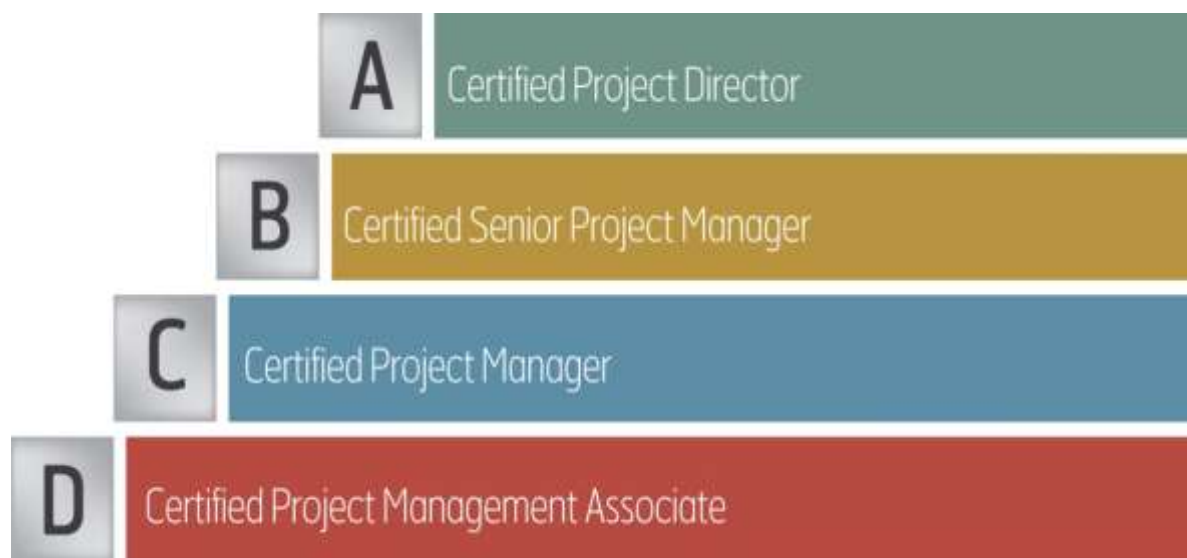 A Certified Project Director
B Certified Senior Project Manager
C Certified Project Manager
D Certified Project Management Associate